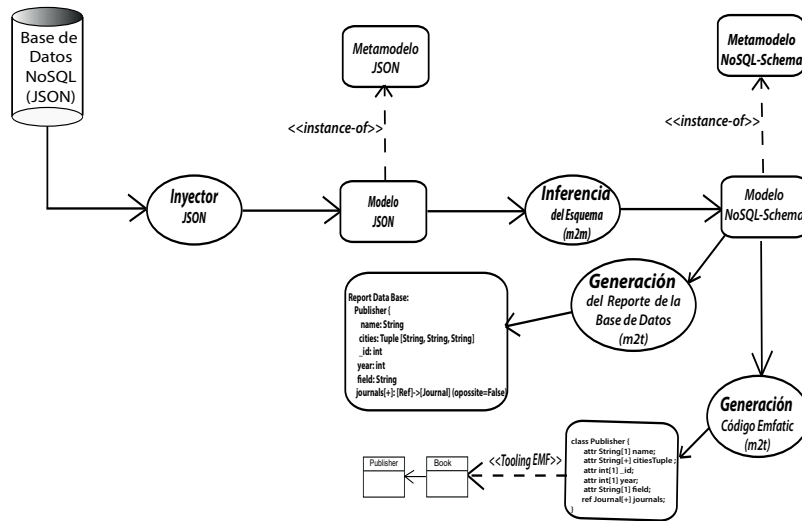 Base de
Datos
NoSQL
(JSON)
Metamodelo
JSON
Metamodelo
NoSQL-Schema
<<instance-of>>
<<instance-of>>
Inyector
JSON
Modelo
JSON
Inferencia
del Esquema
(m2m)
Modelo
NoSQL-Schema
Generación
del Reporte de la
Base de Datos
(m2t)
Report Data Base:
Publisher {
name: String
cities: Tuple [String, String, String]
_id: int
year: int
field: String
journals[+]: [Ref]->[Journal] (opossite=False)
Generación
Código Emfatic
(m2t)
class Publisher {
attr String[1] name;
attr String[+] citiesTuple ;
attr int[1] _id;
attr int[1] year;
attr String[1] field;
ref Journal[+] journals;
}
<<Tooling EMF>>
Publisher
Book